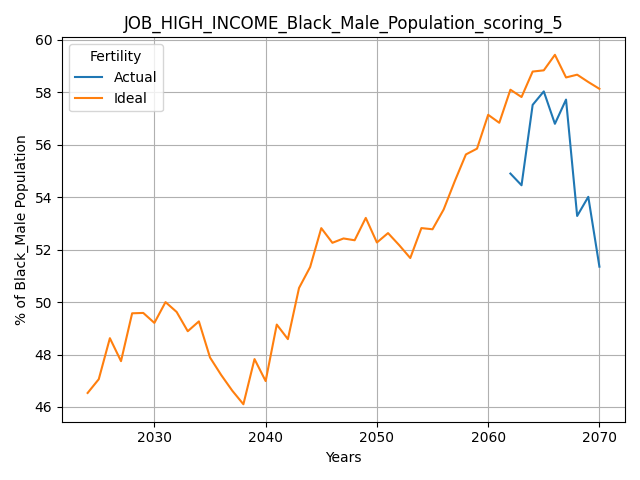 JOB_HIGH_INCOME_Black_Male_Population_scoring_5
Fertility
Actual
Ideal
% of Black_Male Population
60
58
56
54
52
50
48
46
2030 2040 2050 2060 2070
Years